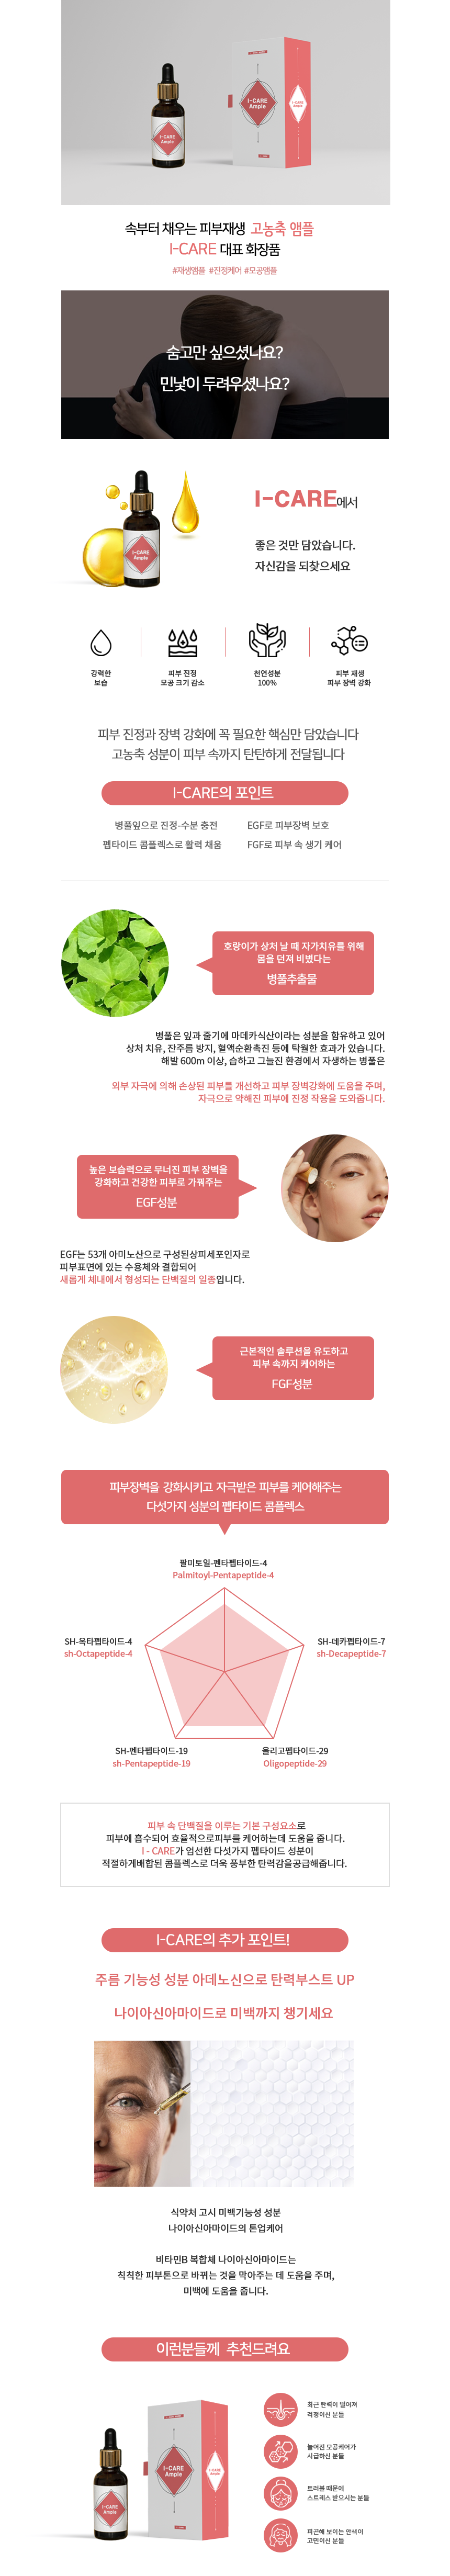 I-CARE
Ample
I-CARE
Ample
I-CARE
Ample
속부터 채우는 피부재생 고농축 앰플
I-CARE 대표 화장품
#재생앰플 #진정케어 #모공앰플
숨고만 싶으셨나요?
민낯이 두려우셨나요?
I-CARE
Ample
I-CARE에서
좋은 것만 담았습니다.
자신감을 되찾으세요
강력한
보습
피부 진정
모공 크기 감소
천연성분
100%
피부 재생
피부 장벽 강화
피부 진정과 장벽 강화에 꼭 필요한 핵심만 담았습니다
고농축 성분이 피부 속까지 탄탄하게 전달됩니다
I-CARE의 포인트
병풀잎으로 진정-수분 충전
EGF로 피부장벽 보호
펩타이드 콤플렉스로 활력 채움
FGF로 피부 속 생기 케어
호랑이가 상처 날 때 자가치유를 위해
몸을 던져 비볐다는
병풀추출물
병풀은 잎과 줄기에 마데카식산이라는 성분을 함유하고 있어
상처 치유, 잔주름 방지, 혈액순환촉진 등에 탁월한 효과가 있습니다.
해발 600m 이상, 습하고 그늘진 환경에서 자생하는 병풀은
외부 자극에 의해 손상된 피부를 개선하고 피부 장벽강화에 도움을 주며,
자극으로 약해진 피부에 진정 작용을 도와줍니다.
높은 보습력으로 무너진 피부 장벽을
강화하고 건강한 피부로 가꿔주는
EGF성분
EGF는 53개 아미노산으로 구성된상피세포인자로
피부표면에 있는 수용체와 결합되어
새롭게 체내에서 형성되는 단백질의 일종입니다.
근본적인 솔루션을 유도하고
피부 속까지 케어하는
FGF성분
피부장벽을 강화시키고 자극받은 피부를 케어해주는
다섯가지 성분의 펩타이드 콤플렉스
팔미토일-펜타펩타이드-4
Palmitoyl-Pentapeptide-4
SH-옥타펩타이드-4
sh-Octapeptide-4
SH-데카펩타이드-7
sh-Decapeptide-7
SH-펜타펩타이드-19
sh-Pentapeptide-19
올리고펩타이드-29
Oligopeptide-29
피부 속 단백질을 이루는 기본 구성요소로
피부에 흡수되어 효율적으로피부를 케어하는데 도움을 줍니다.
I - CARE가 엄선한 다섯가지 펩타이드 성분이
적절하게배합된 콤플렉스로 더욱 풍부한 탄력감을공급해줍니다.
I-CARE의 추가 포인트!
주름 기능성 성분 아데노신으로 탄력부스트 UP
나이아신아마이드로 미백까지 챙기세요
식약처 고시 미백기능성 성분
나이아신아마이드의 톤업케어
비타민B 복합체 나이아신아마이드는
칙칙한 피부톤으로 바뀌는 것을 막아주는 데 도움을 주며,
미백에 도움을 줍니다.
이런분들께 추천드려요
I-CARE
Ample
I-CARE
Ample
I-CARE
Ample
최근 탄력이 떨어져
걱정이신 분들
늘어진 모공케어가
시급하신 분들
트러블 때문에
스트레스 받으시는 분들
피곤해 보이는 안색이
고민이신 분들